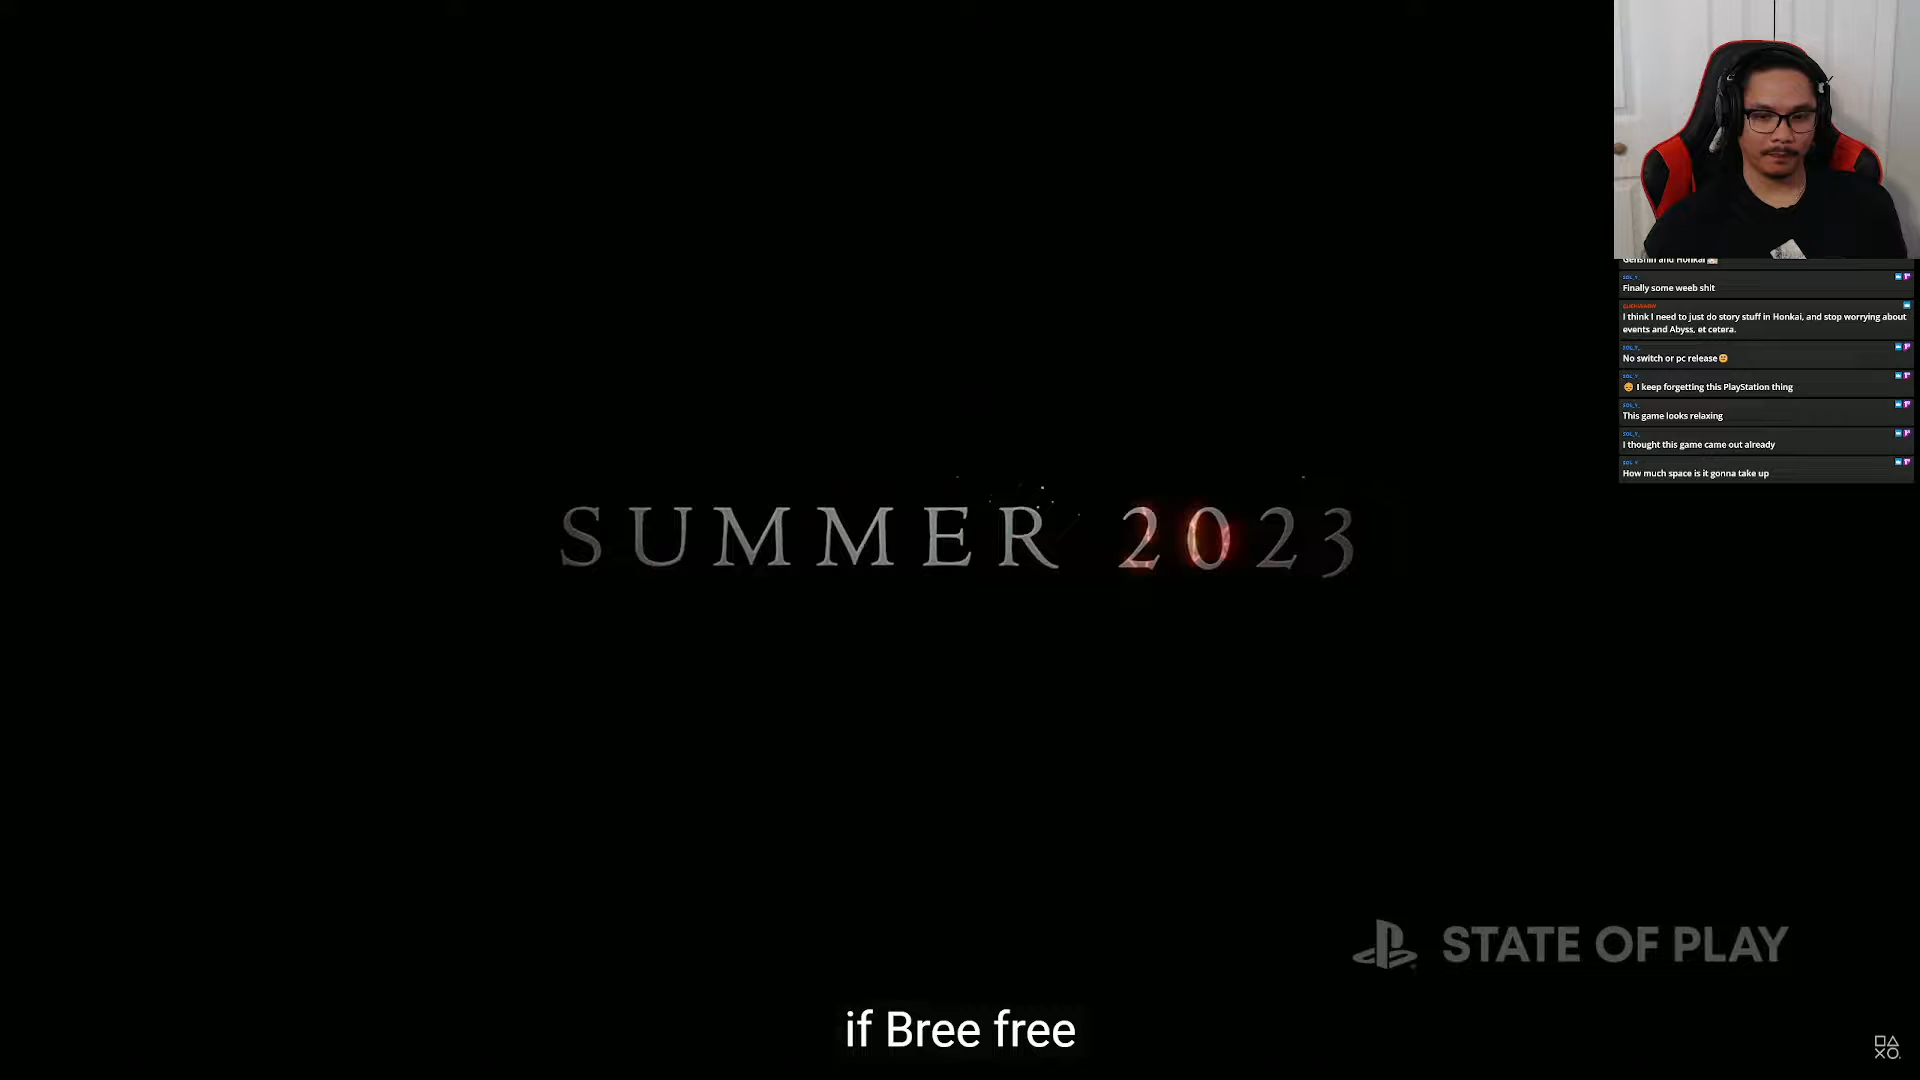 SUMMER 2023
STATE OF PLAY
if Bree free
Genshin and Honkai
Finally some weeb shit
I think I need to just do story stuff in Honkai, and stop worrying about
events and Abyss, et cetera.
No switch or pc release
I keep forgetting this PlayStation thing
This game looks relaxing
I thought this game came out already
How much space is it gonna take up